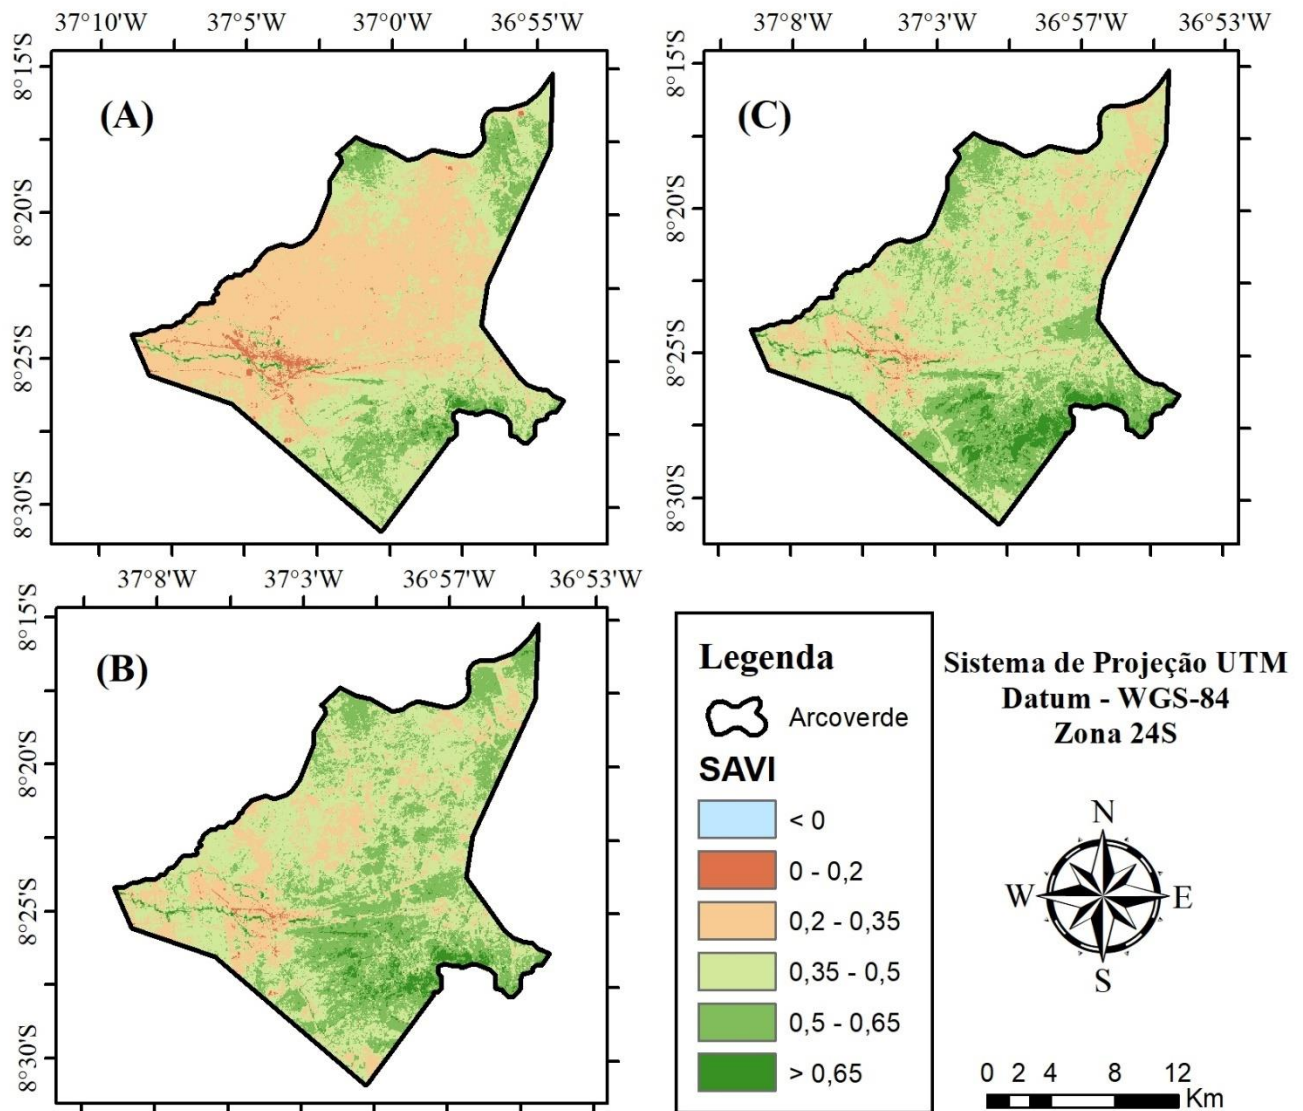 37°10'W 37°5'W 37°0'W 36°55'W
8°15'S
8°20'S
8°25'S
8°30'S
(A)
37°8'W 37°3'W 36°57'W 36°53'W
8°15'S
8°20'S
8°25'S
8°30'S
(C)
37°8'W 37°3'W 36°57'W 36°53'W
8°15'S
8°20'S
8°25'S
8°30'S
(B)
Legenda
Arcoverde
SAVI
< 0
0 - 0,2
0,2 - 0,35
0,35 - 0,5
0,5 - 0,65
> 0,65
Sistema de Projeção UTM
Datum - WGS-84
Zona 24S
N
W E
S
0 2 4 8 12
Km